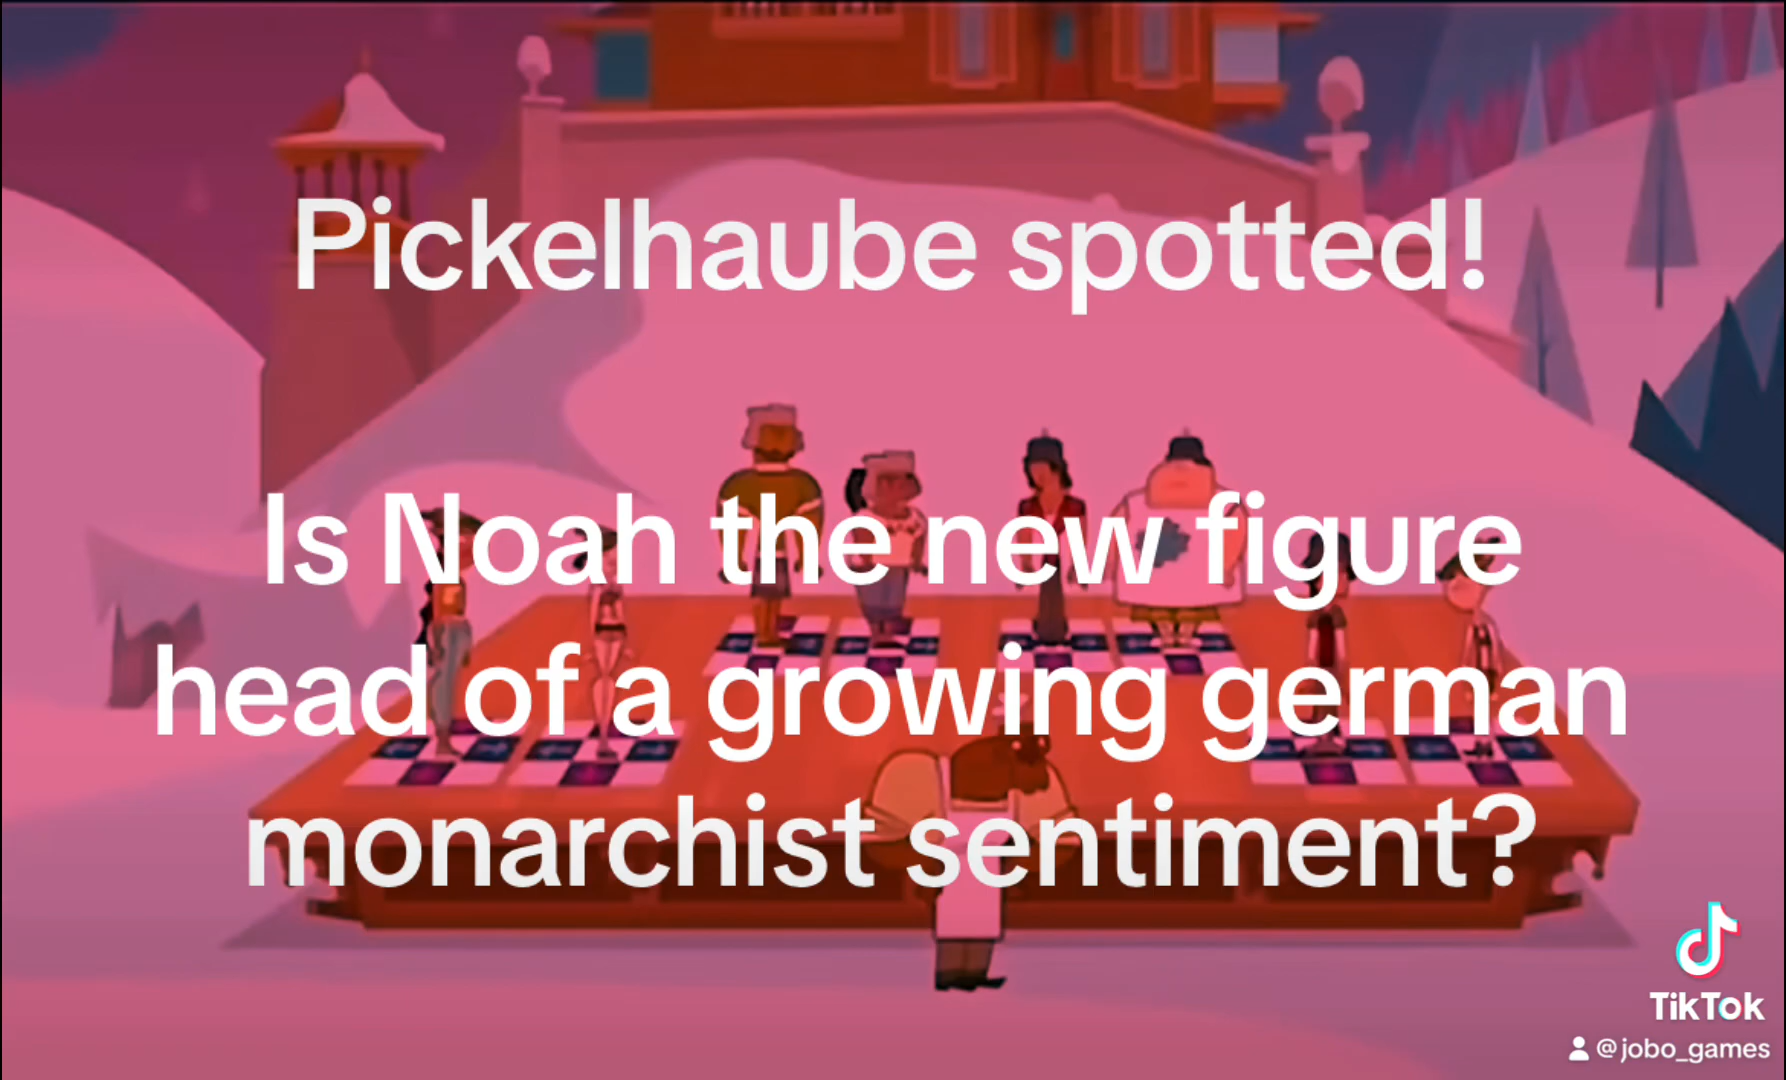 Pickelhaube spotted!
Is Noah the new figure
head of a growing german
monarchist sentiment?
TikTok
@jobo_games